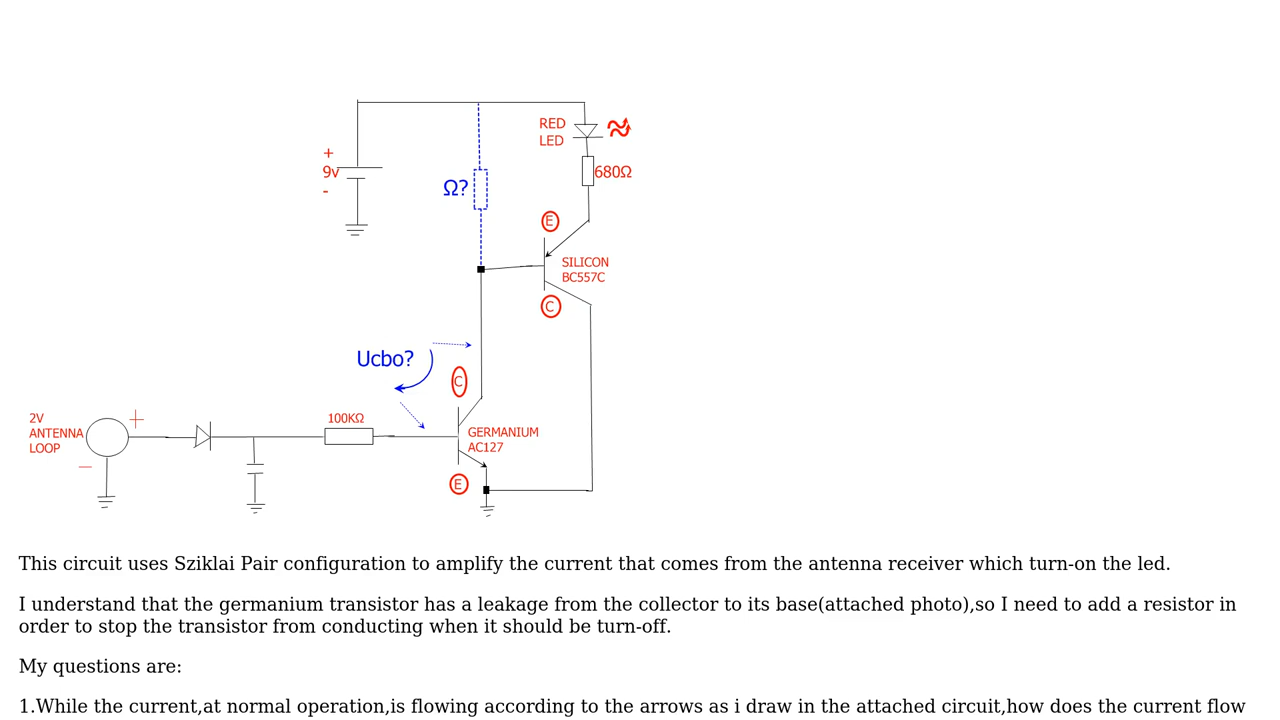 RED
LED
+
9v
-
680Ω
Ω?
E
SILICON
BC557C
C
Ucbo?
C
2V
ANTENNA
LOOP
+
−
100KΩ
GERMANIUM
AC127
E
This circuit uses Sziklai Pair configuration to amplify the current that comes from the antenna receiver which turn-on the led.
I understand that the germanium transistor has a leakage from the collector to its base(attached photo),so I need to add a resistor in
order to stop the transistor from conducting when it should be turn-off.
My questions are:
1.While the current,at normal operation,is flowing according to the arrows as i draw in the attached circuit,how does the current flow